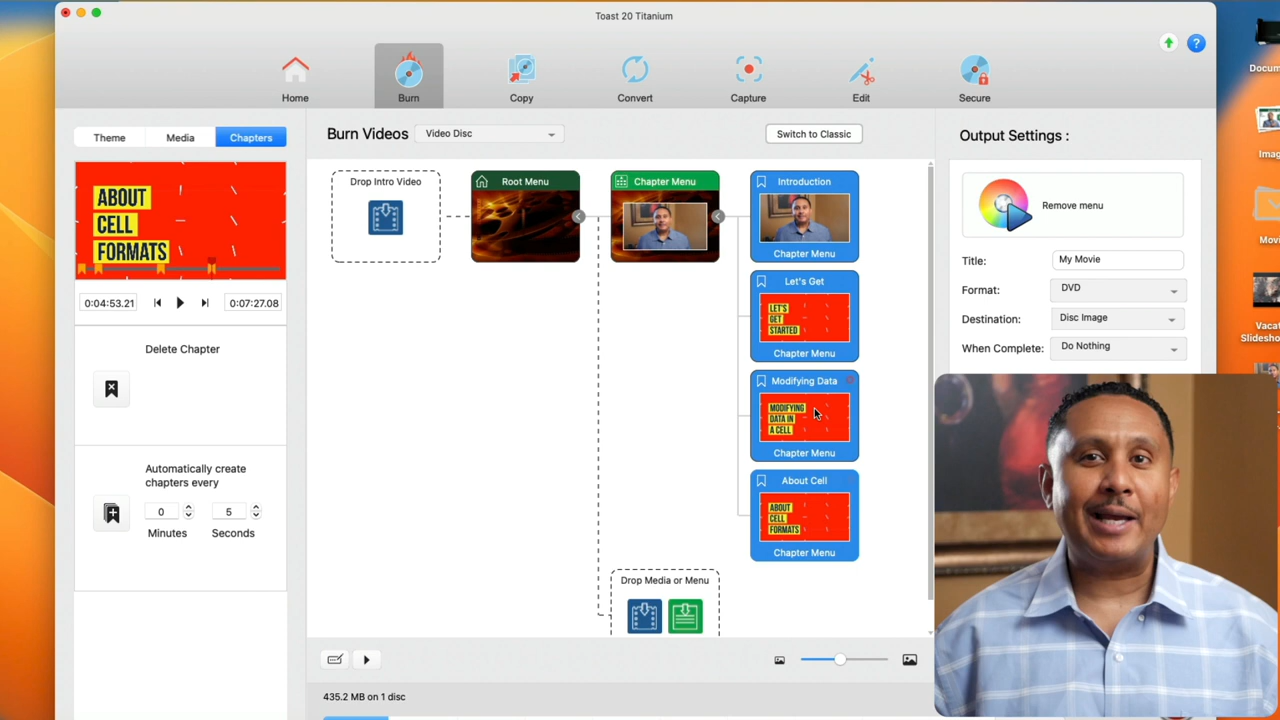 Toast 20 Titanium
Home
Burn
Copy
Convert
Capture
Edit
Secure
?
Theme
Media
Chapters
Burn Videos
Video Disc
Switch to Classic
Output Settings :
ABOUT
CELL
FORMATS
0:04:53.21
0:07:27.08
Delete Chapter
Automatically create
chapters every
0
5
Minutes
Seconds
Drop Intro Video
Root Menu
Chapter Menu
Introduction
Chapter Menu
Let's Get
LET'S
GET
STARTED
Chapter Menu
Modifying Data
MODIFYING
DATA IN
A CELL
Chapter Menu
About Cell
ABOUT
CELL
FORMATS
Chapter Menu
Drop Media or Menu
Remove menu
Title:
My Movie
Format:
DVD
Destination:
Disc Image
When Complete:
Do Nothing
435.2 MB on 1 disc
Docum
Imag
Movi
Vacat
Slideshow